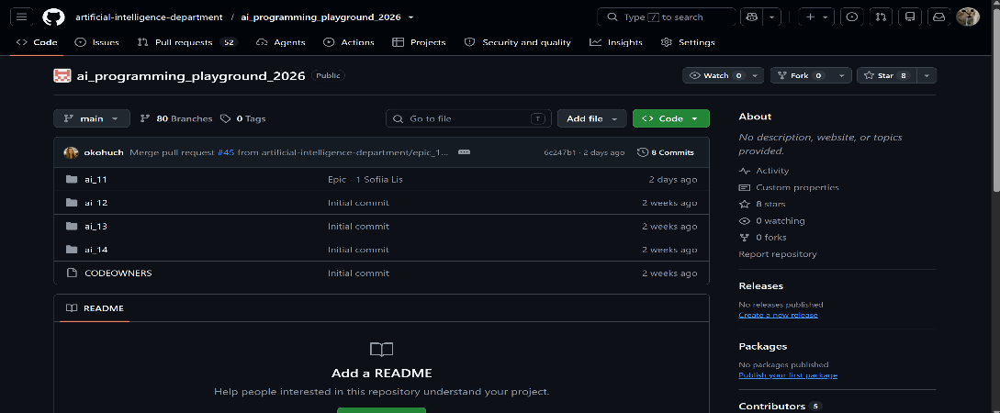 artificial-intelligence-department / ai_programming_playground_2026
Type / to search
Code Issues Pull requests 52 Agents Actions Projects Security and quality Insights Settings
ai_programming_playground_2026 Public
Watch 0 Fork 0 Star 8
main 80 Branches 0 Tags Go to file T Add file Code
okohuch Merge pull request #45 from artificial-intelligence-department/epic_1... 6c247b1 · 2 days ago 8 Commits
ai_11 Epic - 1 Sofiia Lis 2 days ago
ai_12 Initial commit 2 weeks ago
ai_13 Initial commit 2 weeks ago
ai_14 Initial commit 2 weeks ago
CODEOWNERS Initial commit 2 weeks ago
README
Add a README
Help people interested in this repository understand your project.
About
No description, website, or topics
provided.
Activity
Custom properties
8 stars
0 watching
0 forks
Report repository
Releases
No releases published
Create a new release
Packages
No packages published
Publish your first package
Contributors 5